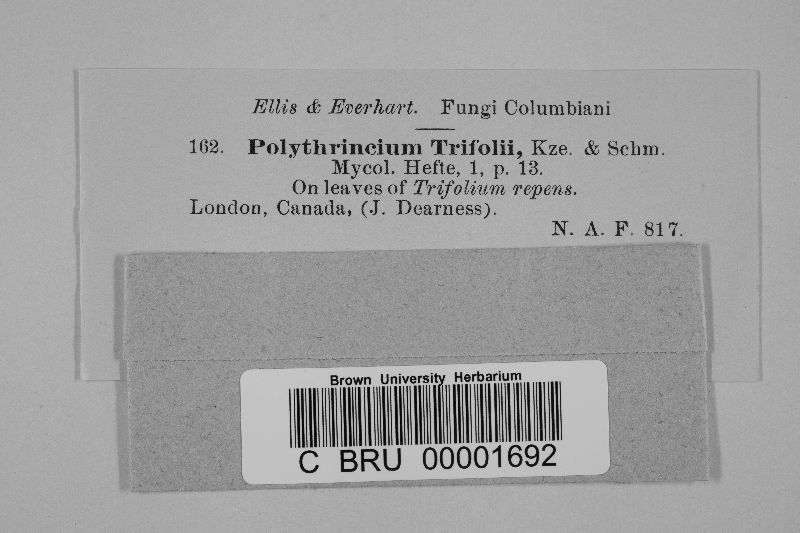 Ellis & Everhart. Fungi Columbiani
162. Polythrincium Trifolii, Kze. & Schm.
Mycol. Hefte, 1, p. 13.
On leaves of Trifolium repens.
London, Canada, (J. Dearness).
N. A. F. 817.
Brown University Herbarium
C BRU 00001692